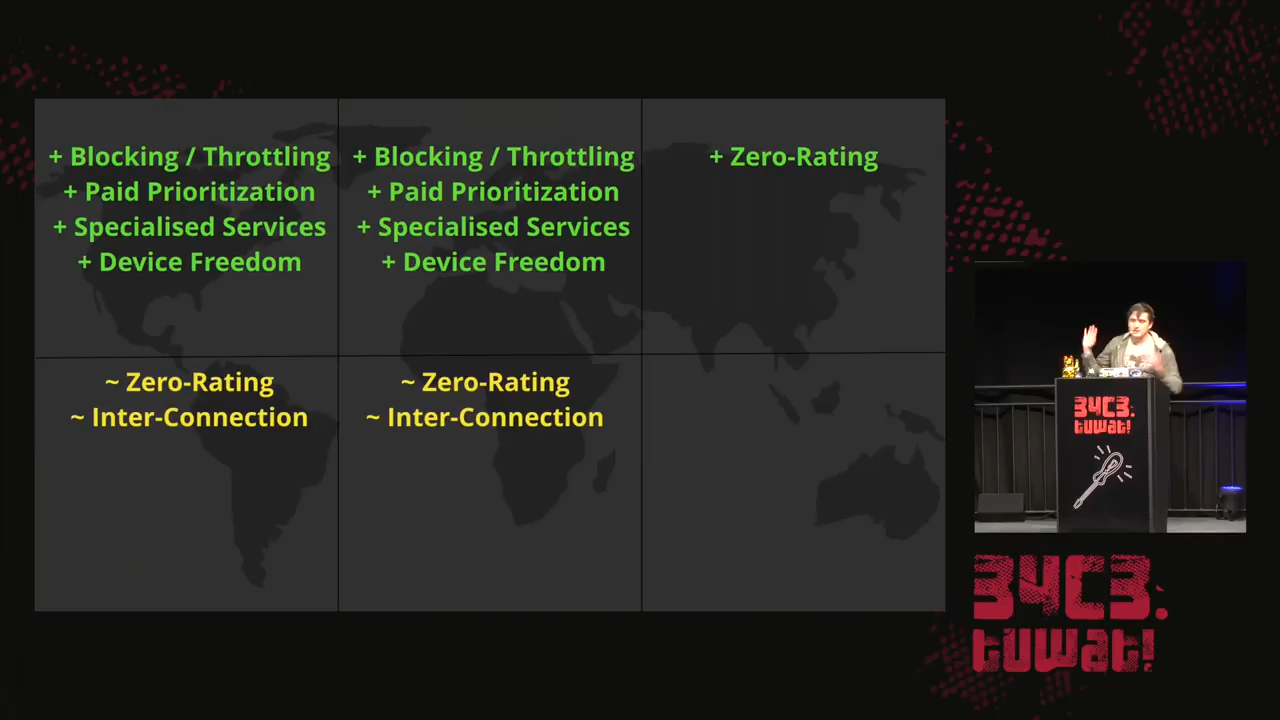 + Blocking / Throttling
+ Paid Prioritization
+ Specialised Services
+ Device Freedom
+ Blocking / Throttling
+ Paid Prioritization
+ Specialised Services
+ Device Freedom
+ Zero-Rating
~ Zero-Rating
~ Inter-Connection
~ Zero-Rating
~ Inter-Connection
34C3.
tuwat!
34C3.
tuwat!